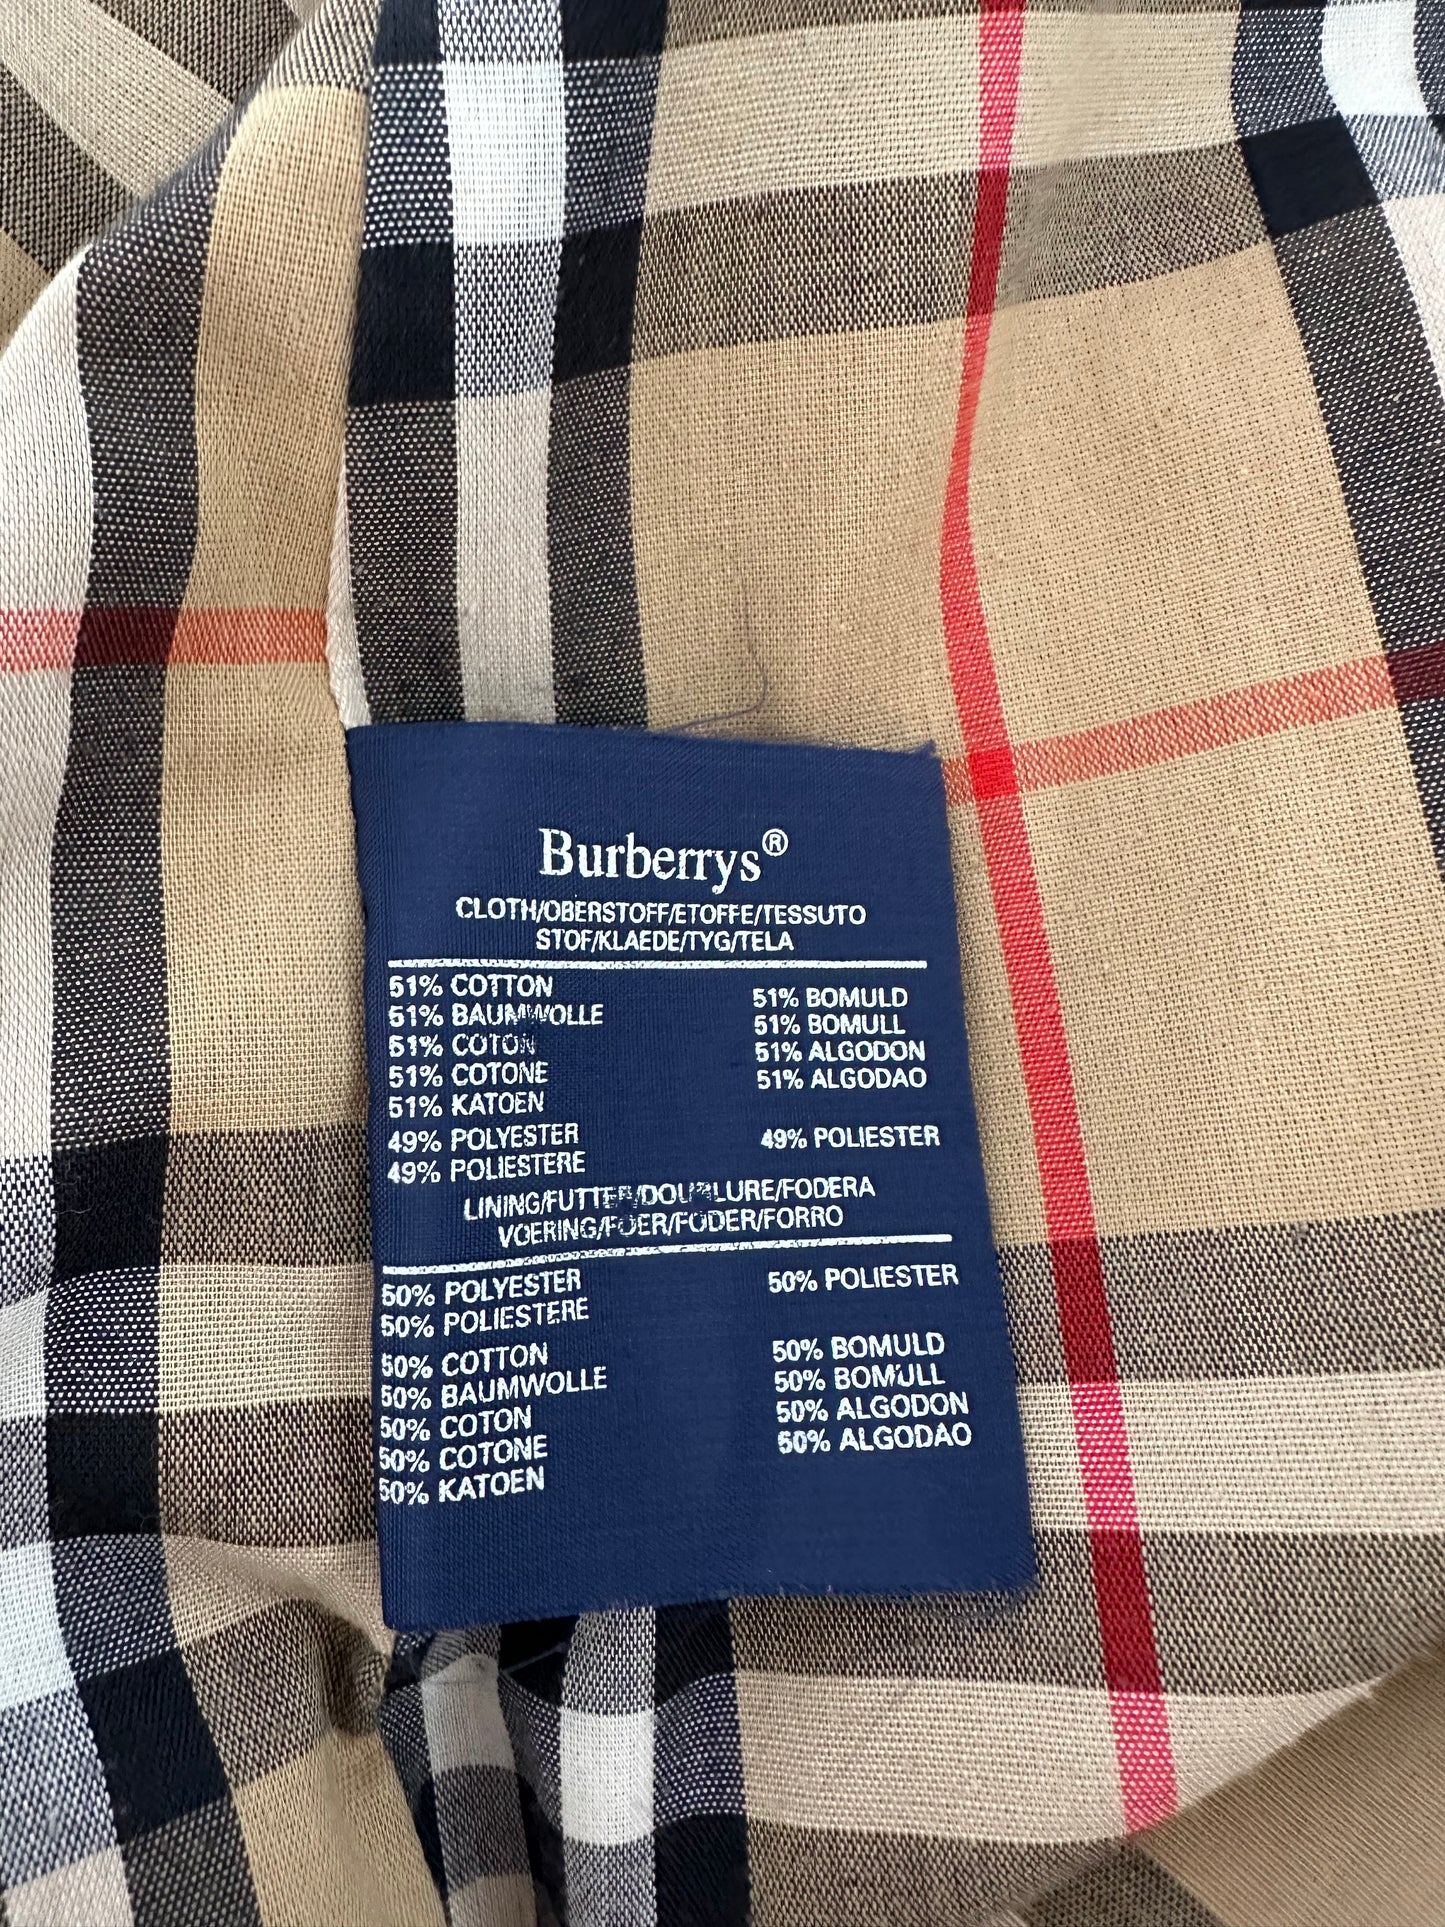 Burberrys®
CLOTH/OBERSTOFF/ETOFFE/TESSUTO
STOF/KLAEDE/TYG/TELA
51% COTTON
51% BAUMWOLLE
51% COTON
51% COTONE
51% KATOEN
49% POLYESTER
49% POLIESTERE
51% BOMULD
51% BOMULL
51% ALGODON
51% ALGODAO
49% POLIESTER
LINING/FUTTER/DOUBLURE/FODERA
VOERING/FOER/FODER/FORRO
50% POLYESTER
50% POLIESTERE
50% COTTON
50% BAUMWOLLE
50% COTON
50% COTONE
50% KATOEN
50% POLIESTER
50% BOMULD
50% BOMULL
50% ALGODON
50% ALGODAO